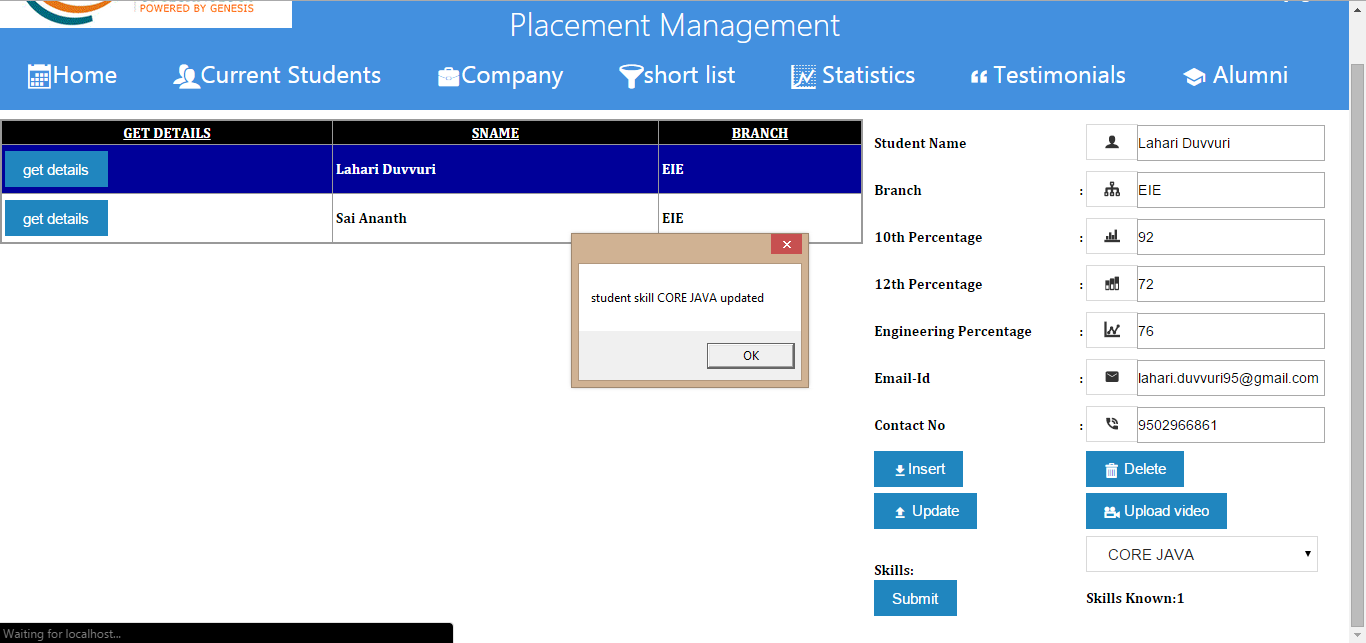 POWERED BY GENESIS
Placement Management
Home Current Students Company short list Statistics Testimonials Alumni
GET DETAILS SNAME BRANCH
get details Lahari Duvvuri EIE
get details Sai Ananth EIE
student skill CORE JAVA updated
OK
Student Name Lahari Duvvuri
Branch : EIE
10th Percentage : 92
12th Percentage : 72
Engineering Percentage : 76
Email-Id : lahari.duvvuri95@gmail.com
Contact No : 9502966861
Insert Delete
Update Upload video
CORE JAVA
Skills:
Submit Skills Known:1
Waiting for localhost...